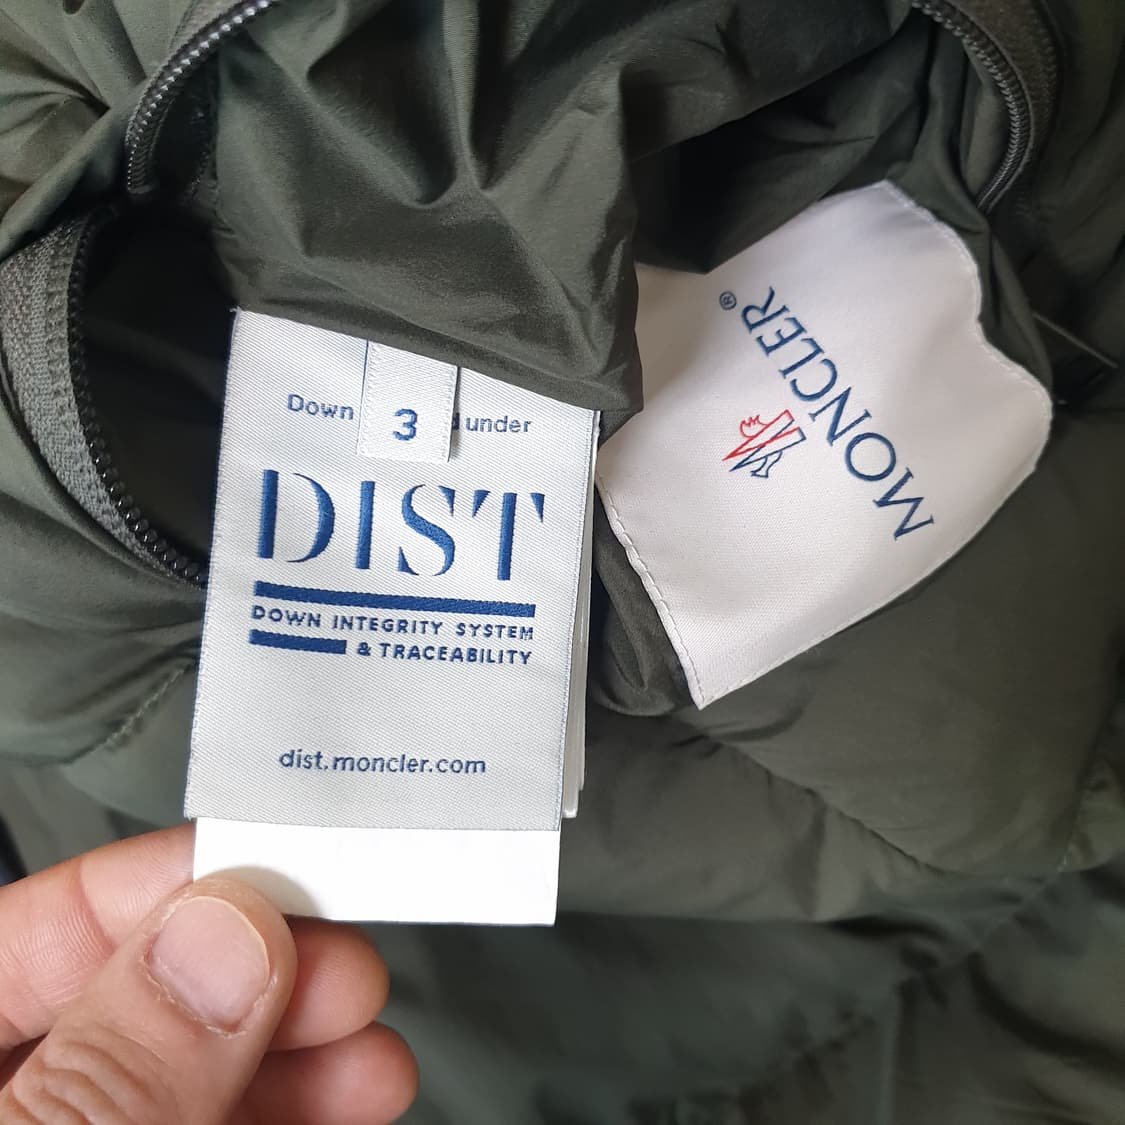 3
Down
under
DIST
DOWN INTEGRITY SYSTEM
& TRACEABILITY
dist.moncler.com
MONCLER®